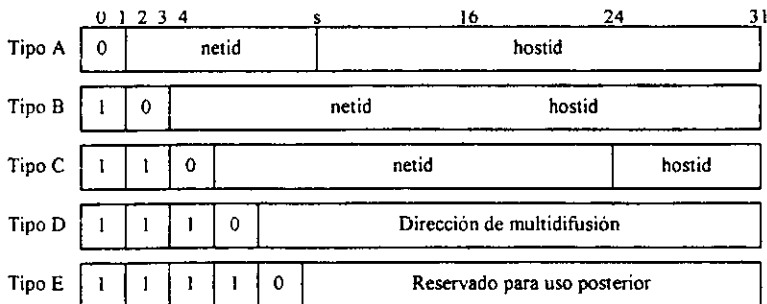 0 1 2 3 4 s 16 24 31
Tipo A 0 netid hostid
Tipo B 1 0 netid hostid
Tipo C 1 1 0 netid hostid
Tipo D 1 1 1 0 Dirección de multidifusión
Tipo E 1 1 1 1 0 Reservado para uso posterior